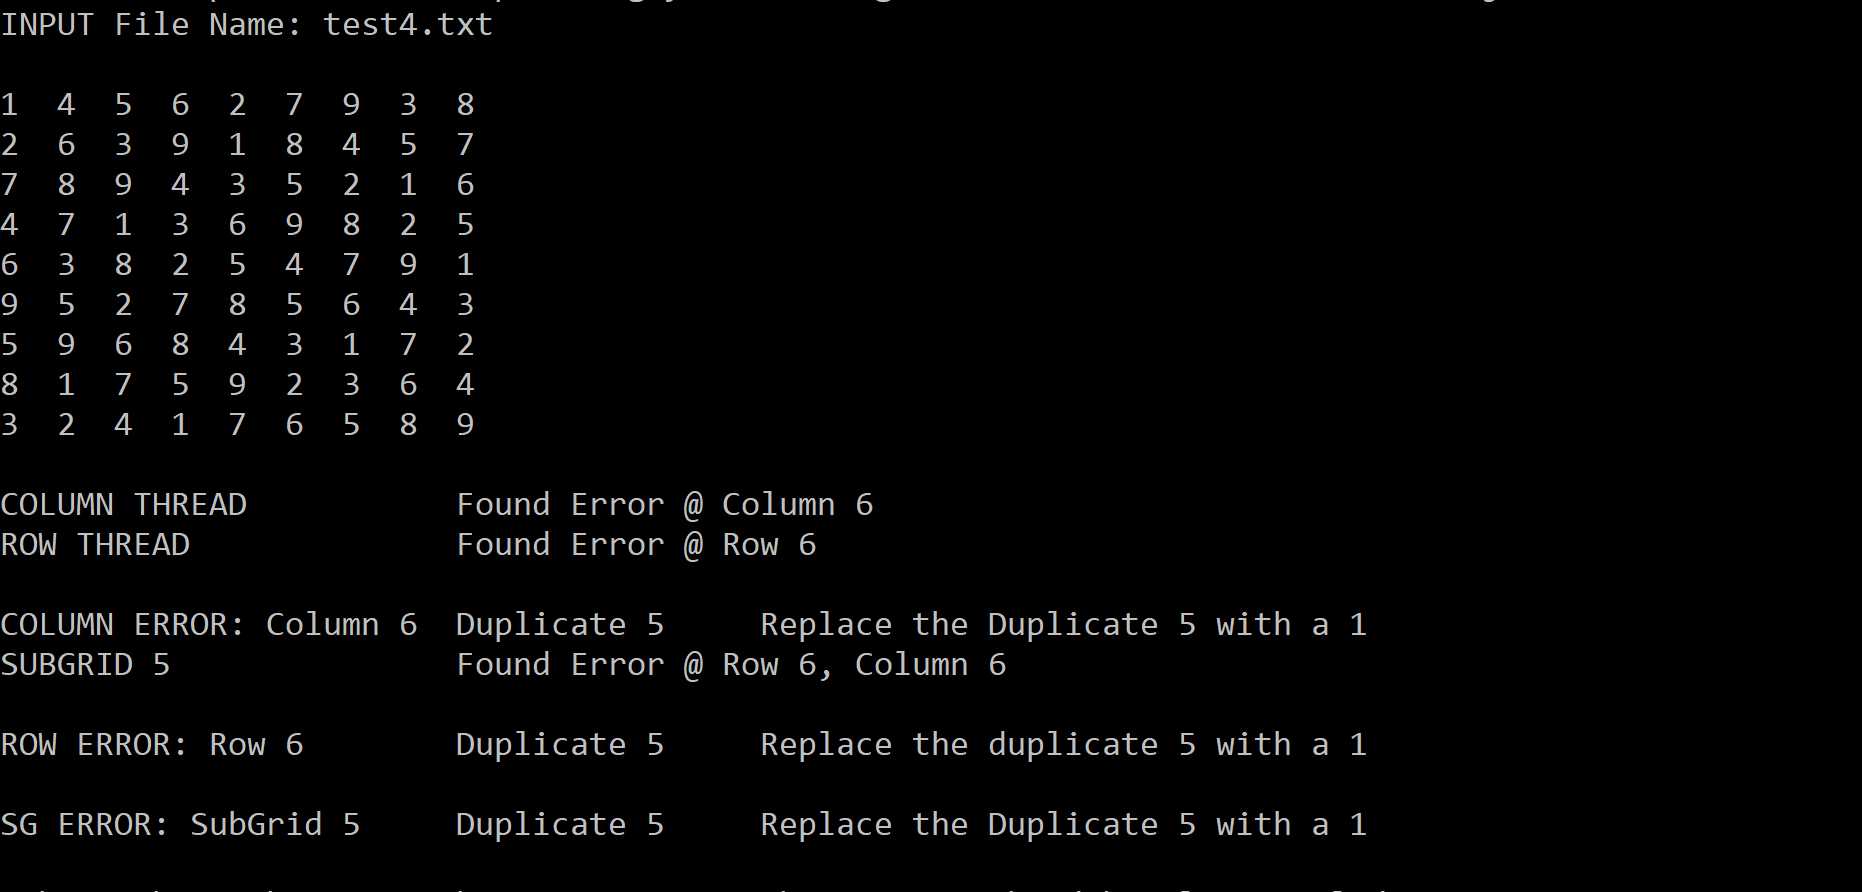 INPUT File Name: test4.txt
1 4 5 6 2 7 9 3 8
2 6 3 9 1 8 4 5 7
7 8 9 4 3 5 2 1 6
4 7 1 3 6 9 8 2 5
6 3 8 2 5 4 7 9 1
9 5 2 7 8 5 6 4 3
5 9 6 8 4 3 1 7 2
8 1 7 5 9 2 3 6 4
3 2 4 1 7 6 5 8 9
COLUMN THREAD Found Error @ Column 6
ROW THREAD Found Error @ Row 6
COLUMN ERROR: Column 6 Duplicate 5 Replace the Duplicate 5 with a 1
SUBGRID 5 Found Error @ Row 6, Column 6
ROW ERROR: Row 6 Duplicate 5 Replace the duplicate 5 with a 1
SG ERROR: SubGrid 5 Duplicate 5 Replace the Duplicate 5 with a 1